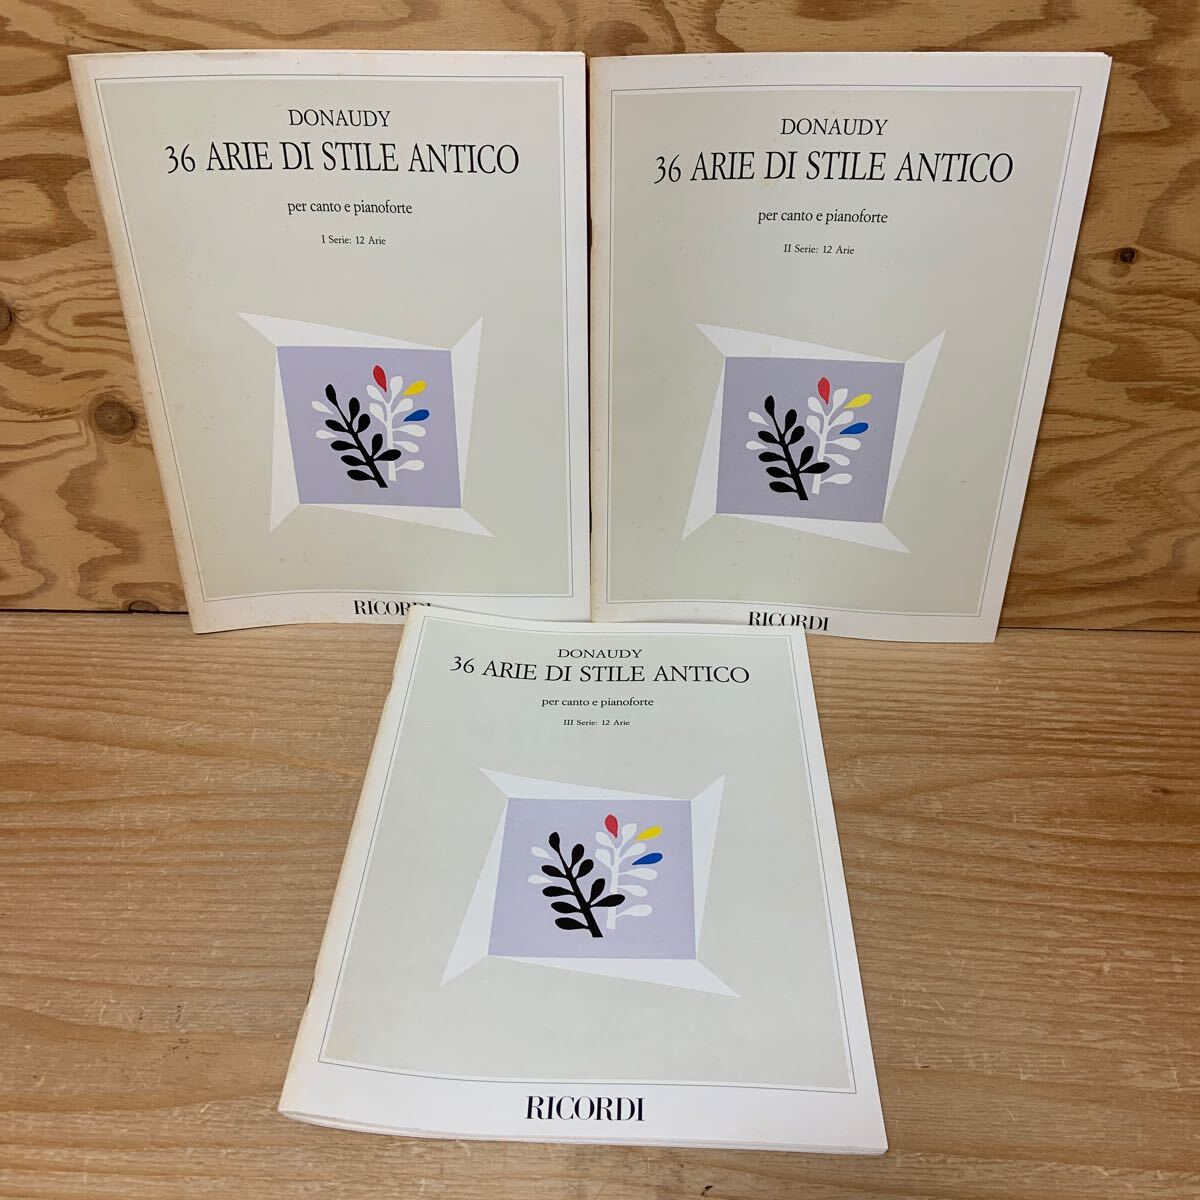 DONAUDY
36 ARIE DI STILE ANTICO
per canto e pianoforte
I Serie: 12 Arie
RICORDI
DONAUDY
36 ARIE DI STILE ANTICO
per canto e pianoforte
II Serie: 12 Arie
RICORDI
DONAUDY
36 ARIE DI STILE ANTICO
per canto e pianoforte
III Serie: 12 Arie
RICORDI